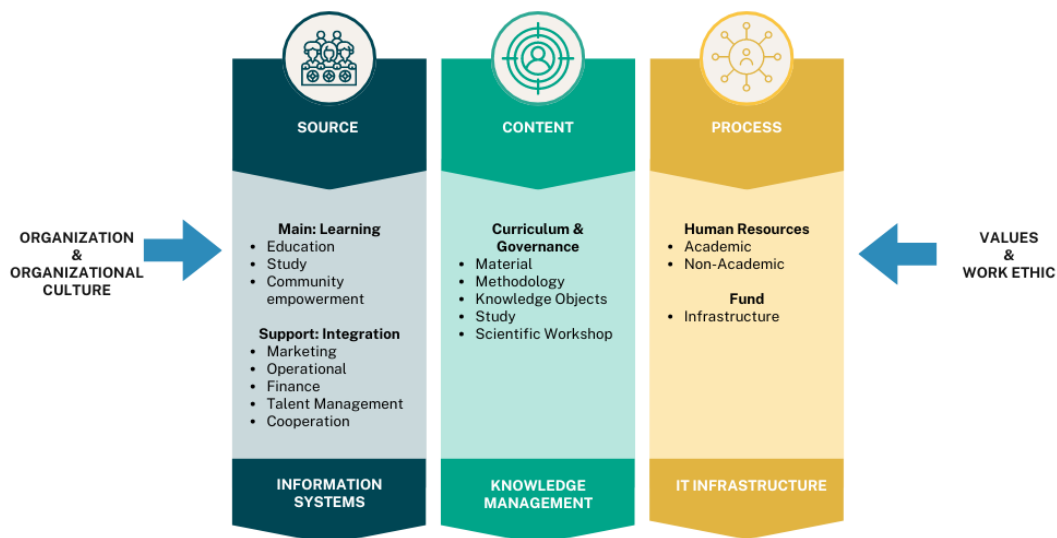 SOURCE
CONTENT
PROCESS
ORGANIZATION
&
ORGANIZATIONAL
CULTURE
Main: Learning
• Education
• Study
• Community
empowerment
Support: Integration
• Marketing
• Operational
• Finance
• Talent Management
• Cooperation
Curriculum &
Governance
• Material
• Methodology
• Knowledge Objects
• Study
• Scientific Workshop
Human Resources
• Academic
• Non-Academic
Fund
• Infrastructure
VALUES
&
WORK ETHIC
INFORMATION
SYSTEMS
KNOWLEDGE
MANAGEMENT
IT INFRASTRUCTURE